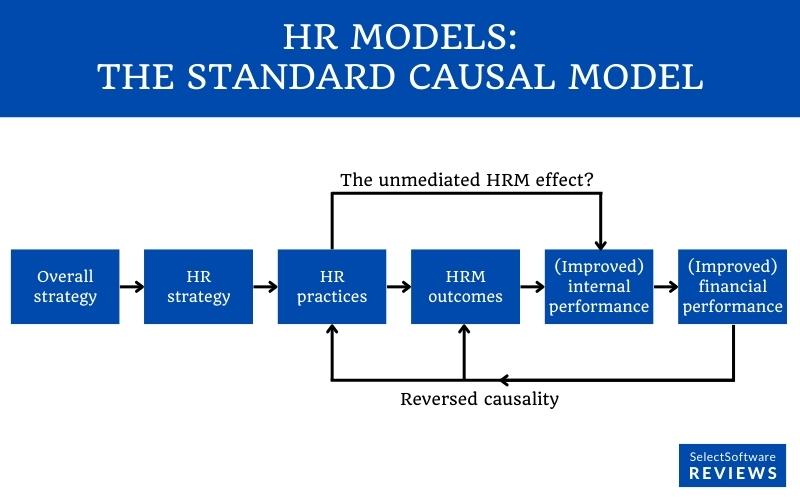 HR MODELS:
THE STANDARD CAUSAL MODEL
The unmediated HRM effect?
Overall
strategy
HR
strategy
HR
practices
HRM
outcomes
(Improved)
internal
performance
(Improved)
financial
performance
Reversed causality
SelectSoftware
REVIEWS